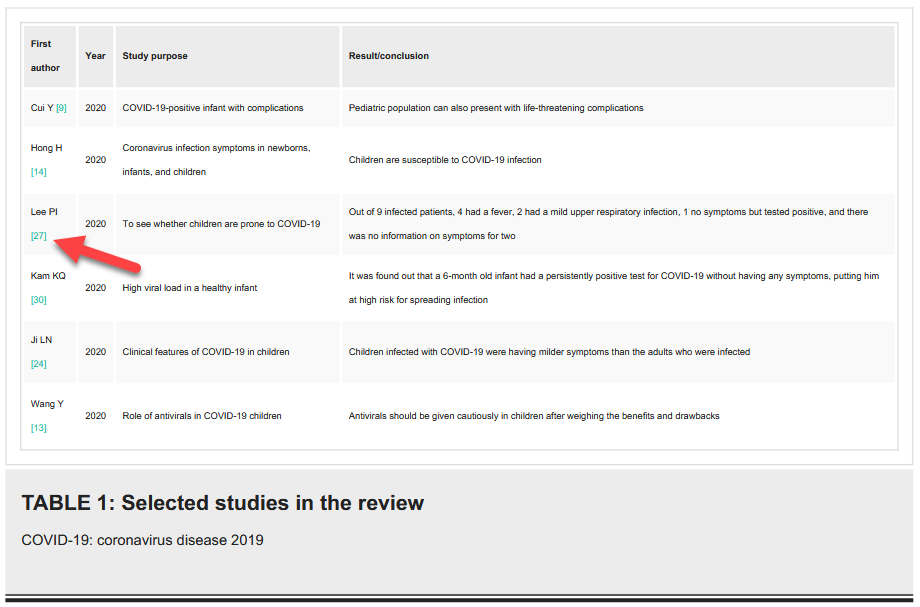 First
author
Year
Study purpose
Result/conclusion
Cui Y [9]
2020
COVID-19-positive infant with complications
Pediatric population can also present with life-threatening complications
Hong H
[14]
2020
Coronavirus infection symptoms in newborns,
infants, and children
Children are susceptible to COVID-19 infection
Lee PI
[27]
2020
To see whether children are prone to COVID-19
Out of 9 infected patients, 4 had a fever, 2 had a mild upper respiratory infection, 1 no symptoms but tested positive, and there
was no information on symptoms for two
Kam KQ
[30]
2020
High viral load in a healthy infant
It was found out that a 6-month old infant had a persistently positive test for COVID-19 without having any symptoms, putting him
at high risk for spreading infection
Ji LN
[24]
2020
Clinical features of COVID-19 in children
Children infected with COVID-19 were having milder symptoms than the adults who were infected
Wang Y
[13]
2020
Role of antivirals in COVID-19 children
Antivirals should be given cautiously in children after weighing the benefits and drawbacks
TABLE 1: Selected studies in the review
COVID-19: coronavirus disease 2019